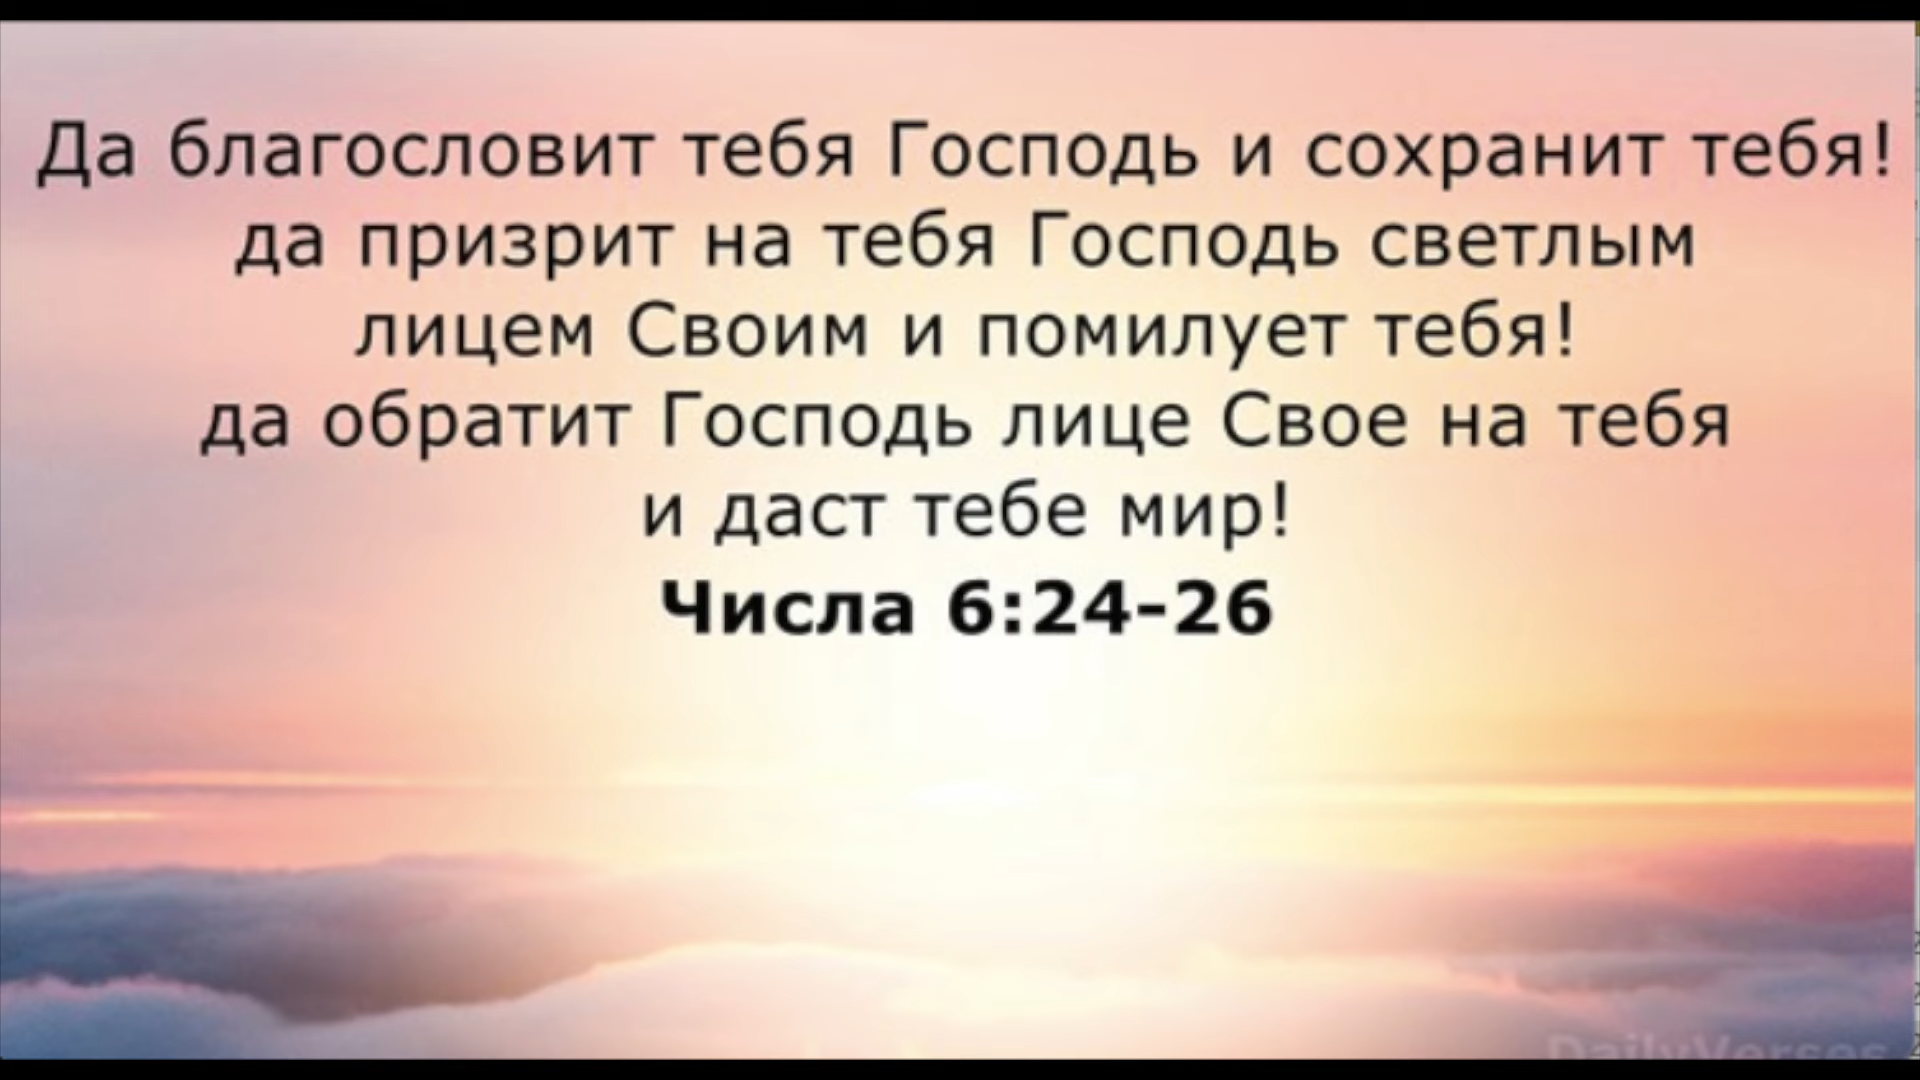 Да благословит тебя Господь и сохранит тебя!
да призрит на тебя Господь светлым
лицем Своим и помилует тебя!
да обратит Господь лице Свое на тебя
и даст тебе мир!
Числа 6:24-26
DailyVerses